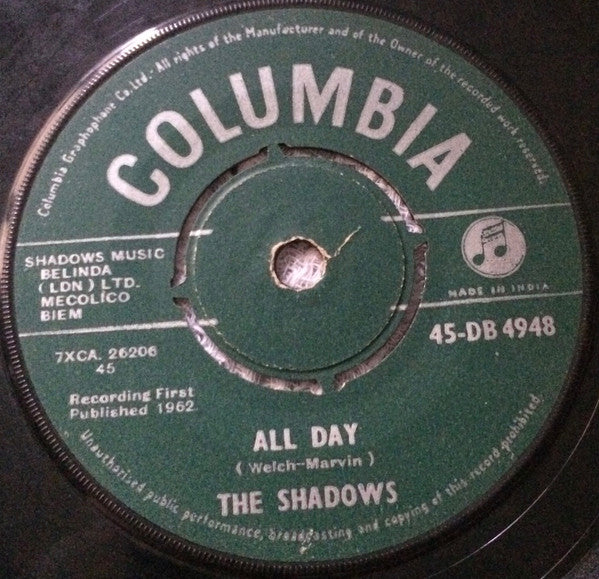 Columbia Graphophone Co. Ltd. - All rights of the Manufacturer and of the Owner of the recorded work reserved.
COLUMBIA
SHADOWS MUSIC
BELINDA
(LDN) LTD.
MECOLICO
BIEM
MADE IN INDIA
45-DB 4948
7XCA. 26206
45
Recording First
Published 1962
ALL DAY
(Welch-Marvin)
THE SHADOWS
Unauthorised public performance, broadcasting and copying of this record prohibited.